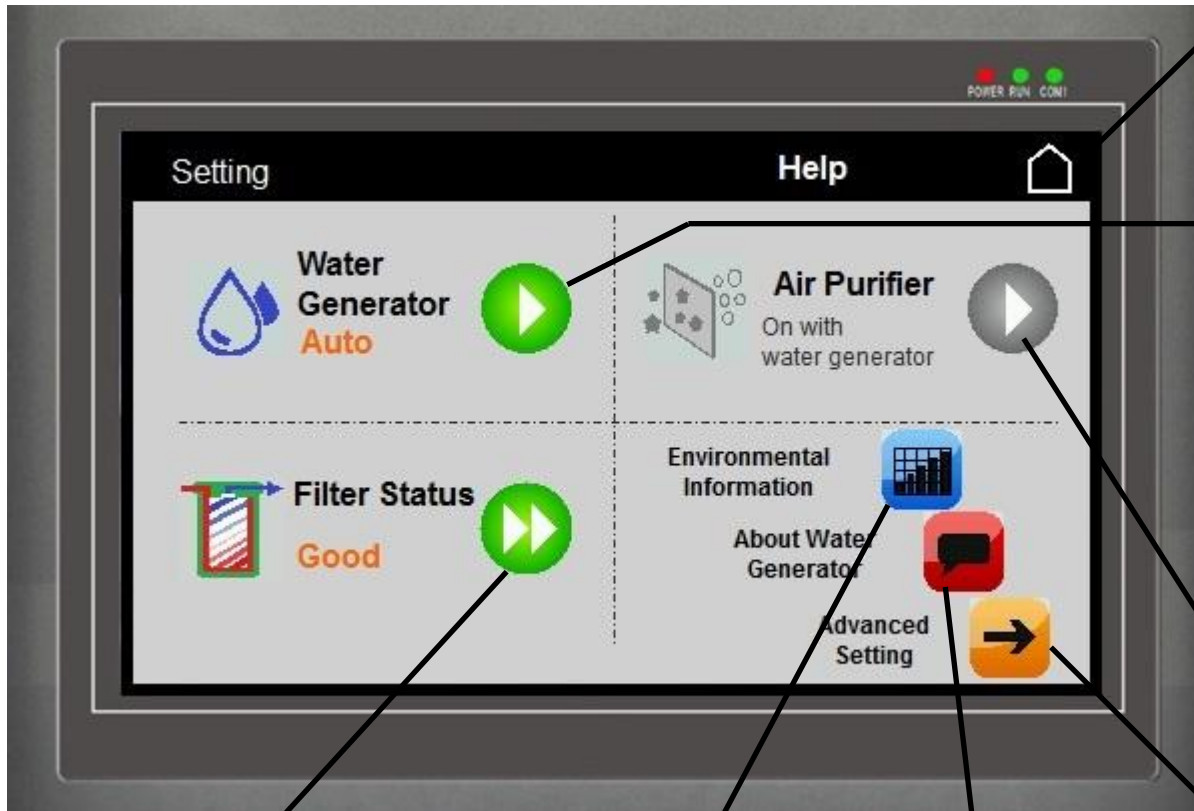 POWER RUN COM1
Setting
Help
Water
Generator
Auto
Air Purifier
On with
water generator
Filter Status
Good
Environmental
Information
About Water
Generator
Advanced
Setting